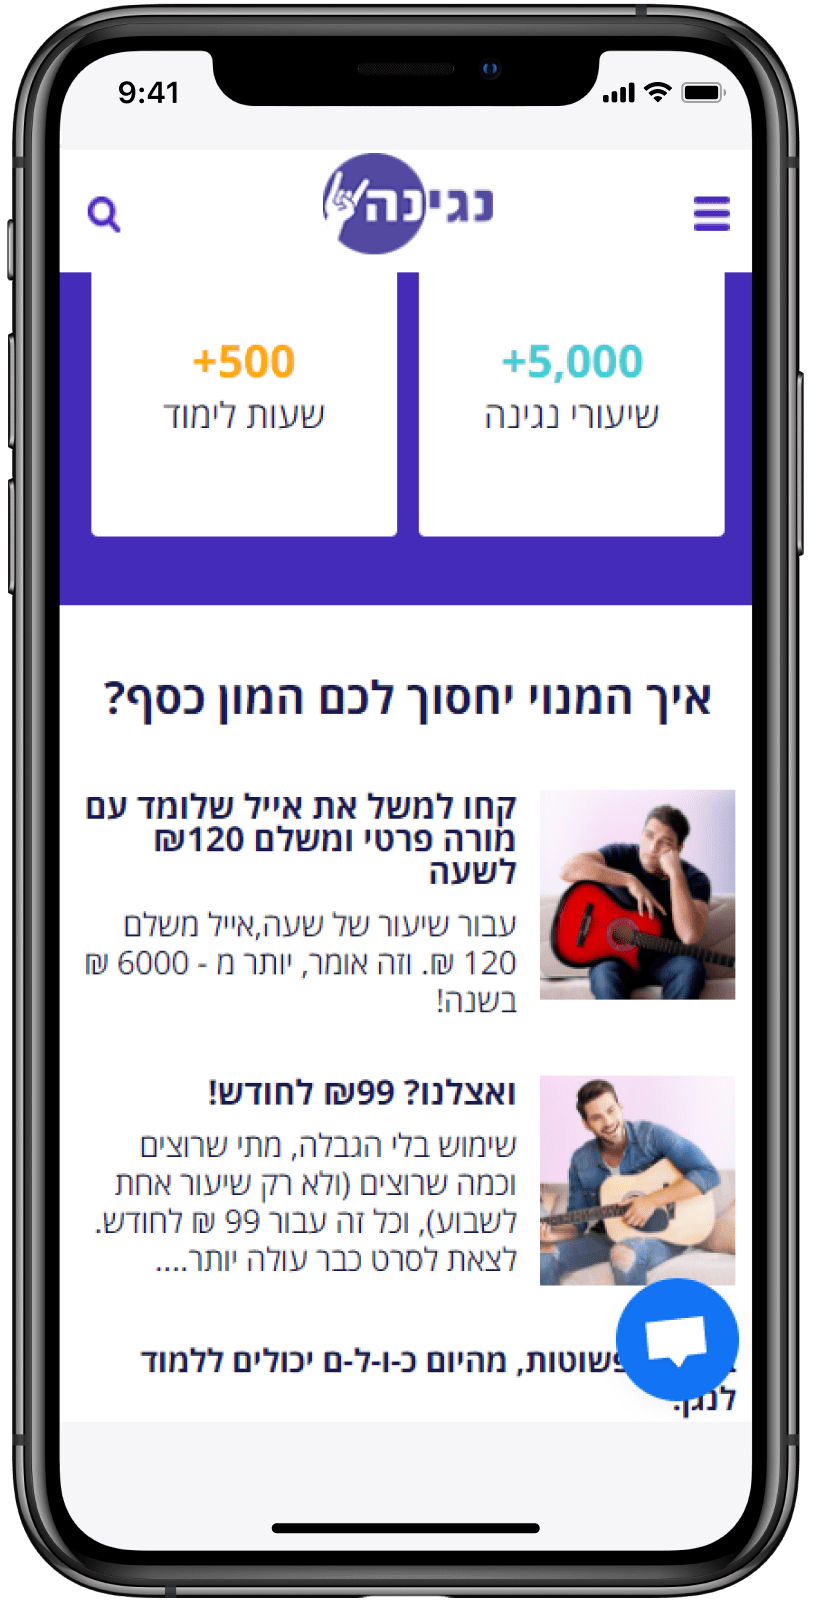 9:41
נגינה
+5,000
שיעורי נגינה
+500
שעות לימוד
איך המנוי יחסוך לכם המון כסף?
קחו למשל את אייל שלומד עם
מורה פרטי ומשלם 120₪
לשעה
עבור שיעור של שעה,אייל משלם
120 ₪. וזה אומר, יותר מ - 6000 ₪
בשנה!
ואצלנו? 99₪ לחודש!
שימוש בלי הגבלה, מתי שרוצים
וכמה שרוצים (ולא רק שיעור אחת
לשבוע), וכל זה עבור 99 ₪ לחודש.
לצאת לסרט כבר עולה יותר....
פשוטות, מהיום כ-ו-ל-ם יכולים ללמוד
לנגן.